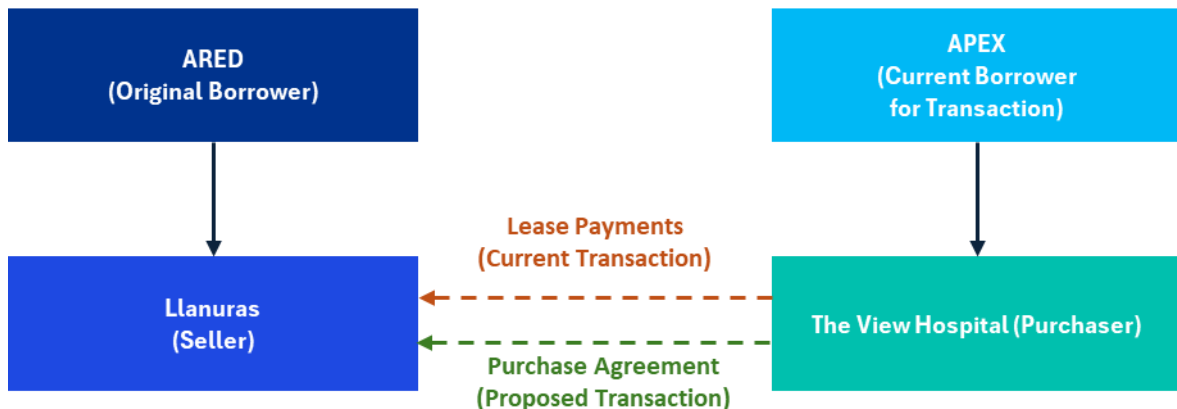 ARED
(Original Borrower)
APEX
(Current Borrower
for Transaction)
Lease Payments
(Current Transaction)
Llanuras
(Seller)
The View Hospital (Purchaser)
Purchase Agreement
(Proposed Transaction)